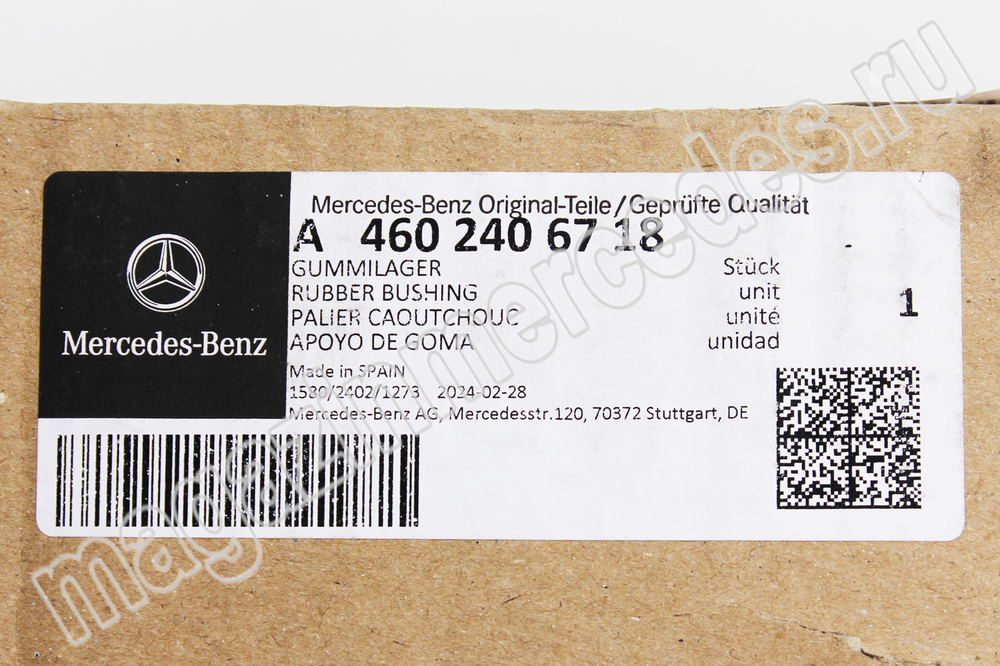 Mercedes-Benz Original-Teile/Geprüfte Qualität
A 460 240 67 18
GUMMILAGER Stück
RUBBER BUSHING unit
PALIER CAOUTCHOUC unité
APOYO DE GOMA unidad
1
Mercedes-Benz
Made in SPAIN
1580/2402/1273 2024-02-28
Mercedes-Benz AG, Mercedesstr.120, 70372 Stuttgart, DE
magazinmercedes.ru